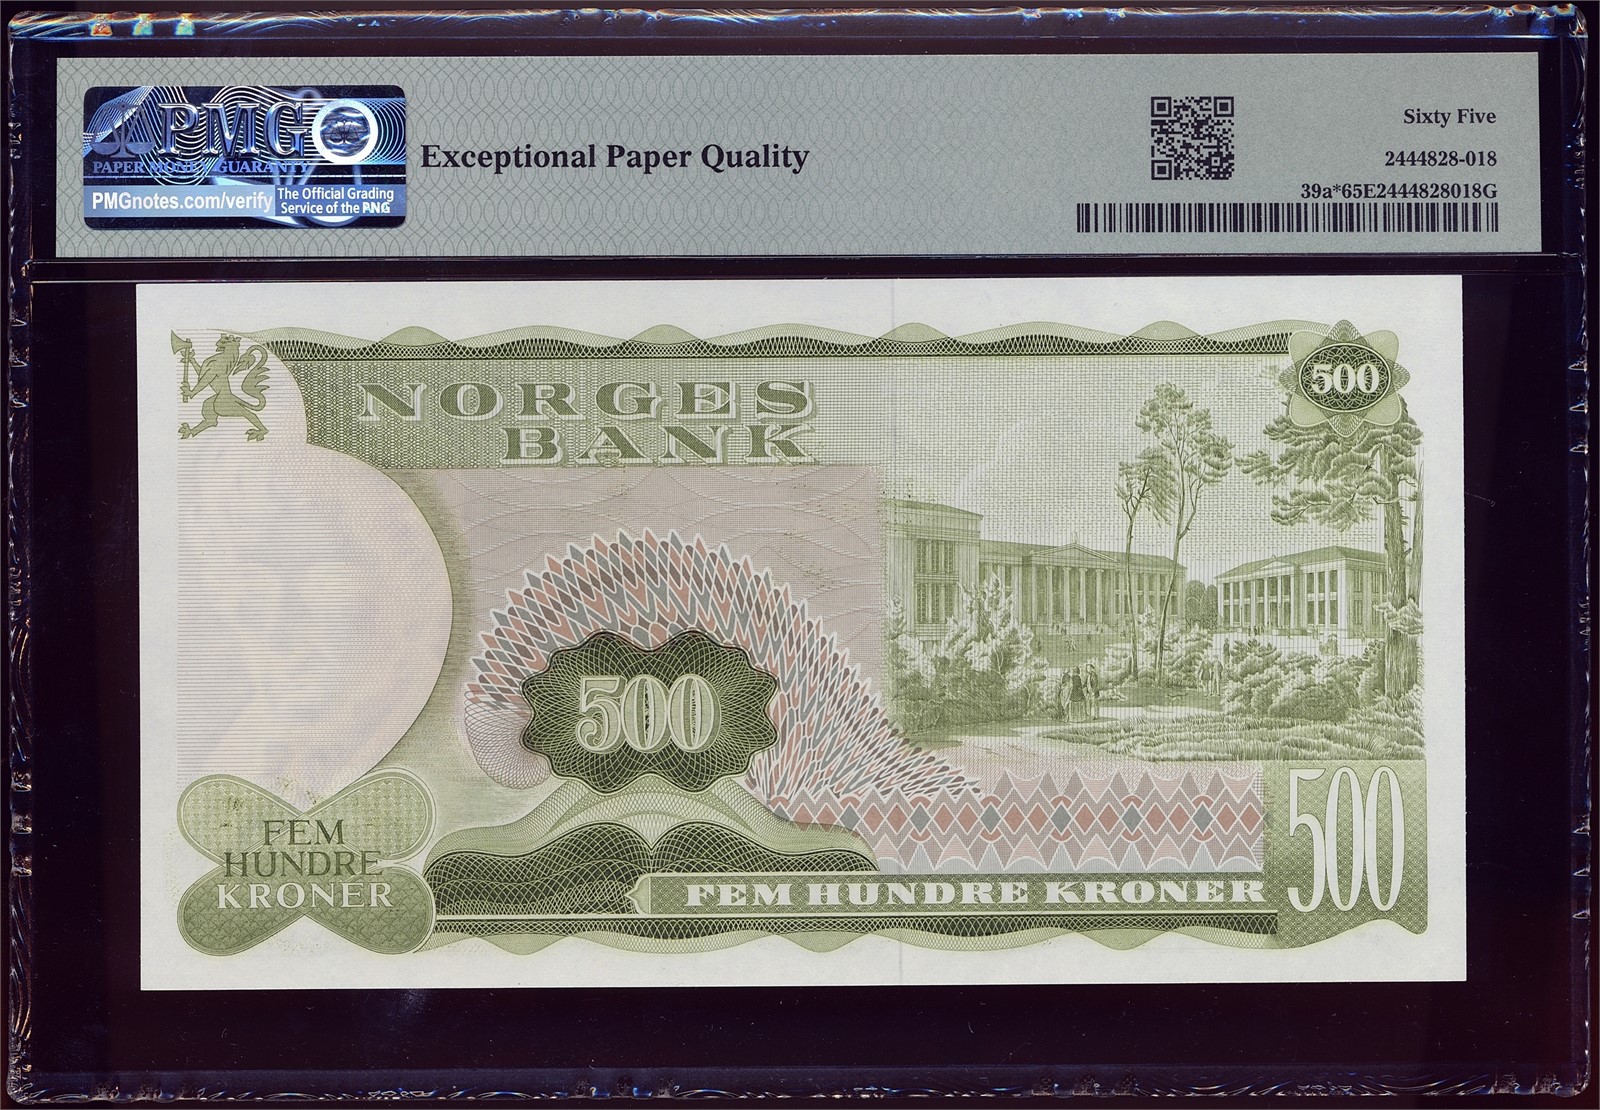 PMG
PAPER MONEY GUARANTY
PMGnotes.com/verify
The Official Grading
Service of the PNG
Exceptional Paper Quality
Sixty Five
2444828-018
39a*65E2444828018G
NORGES
BANK
500
500
FEM
HUNDRE
KRONER
FEM HUNDRE KRONER
500